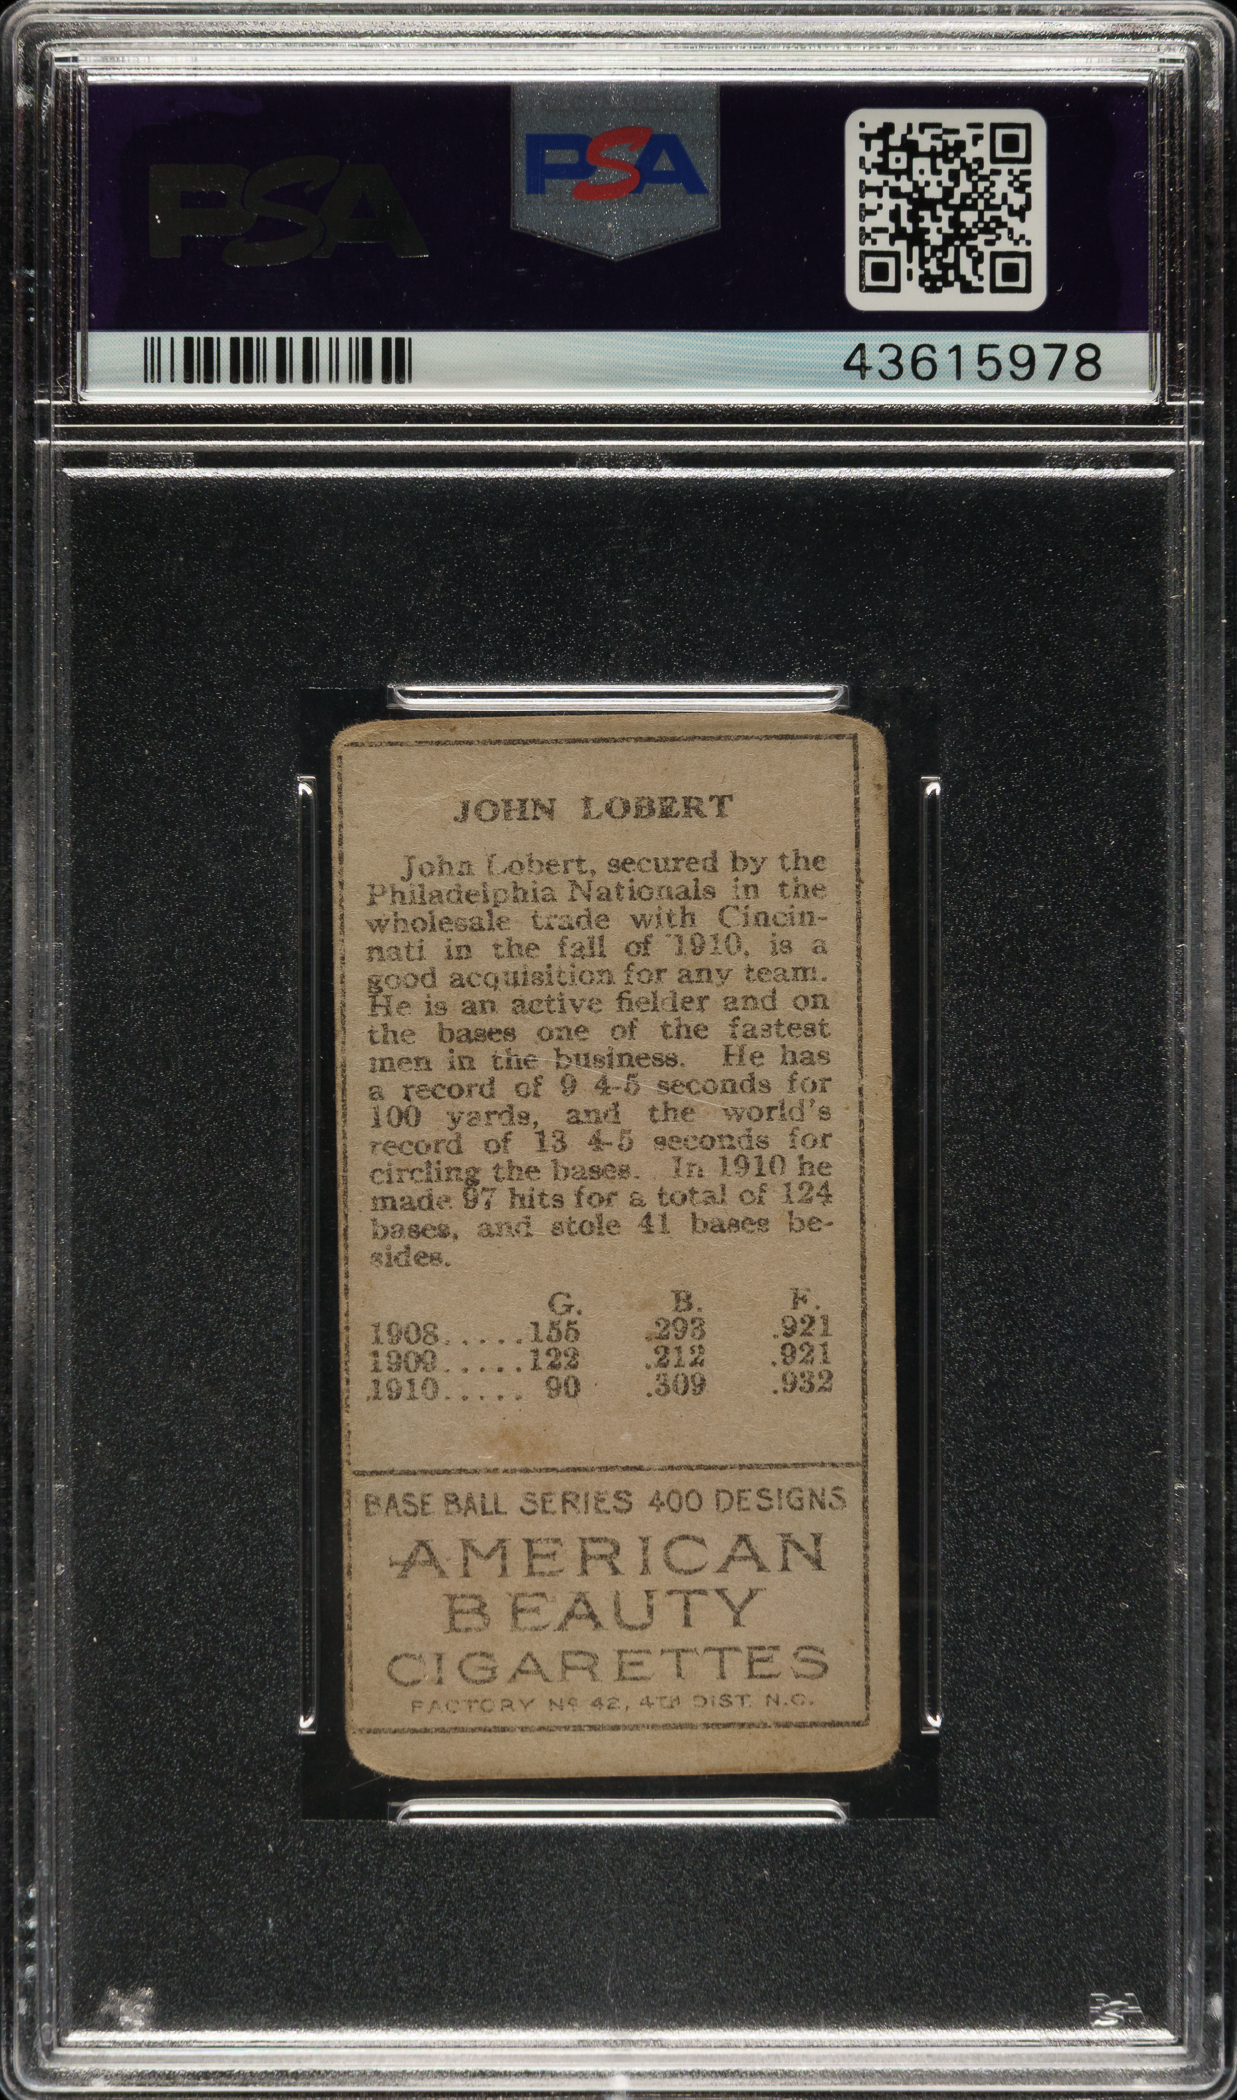 PSA
PSA
43615978
JOHN LOBERT
John Lobert, secured by the
Philadelphia Nationals in the
wholesale trade with Cincin-
nati in the fall of 1910, is a
good acquisition for any team.
He is an active fielder and on
the bases one of the fastest
men in the business. He has
a record of 9 4-5 seconds for
100 yards, and the world's
record of 13 4-5 seconds for
circling the bases. In 1910 he
made 97 hits for a total of 124
bases, and stole 41 bases be-
sides.
G. B. F.
1908.....155 .293 .921
1909.....122 .212 .921
1910..... 90 .309 .932
BASE BALL SERIES 400 DESIGNS
AMERICAN
BEAUTY
CIGARETTES
FACTORY Nº 42, 4TH DIST. N.C.
PSA